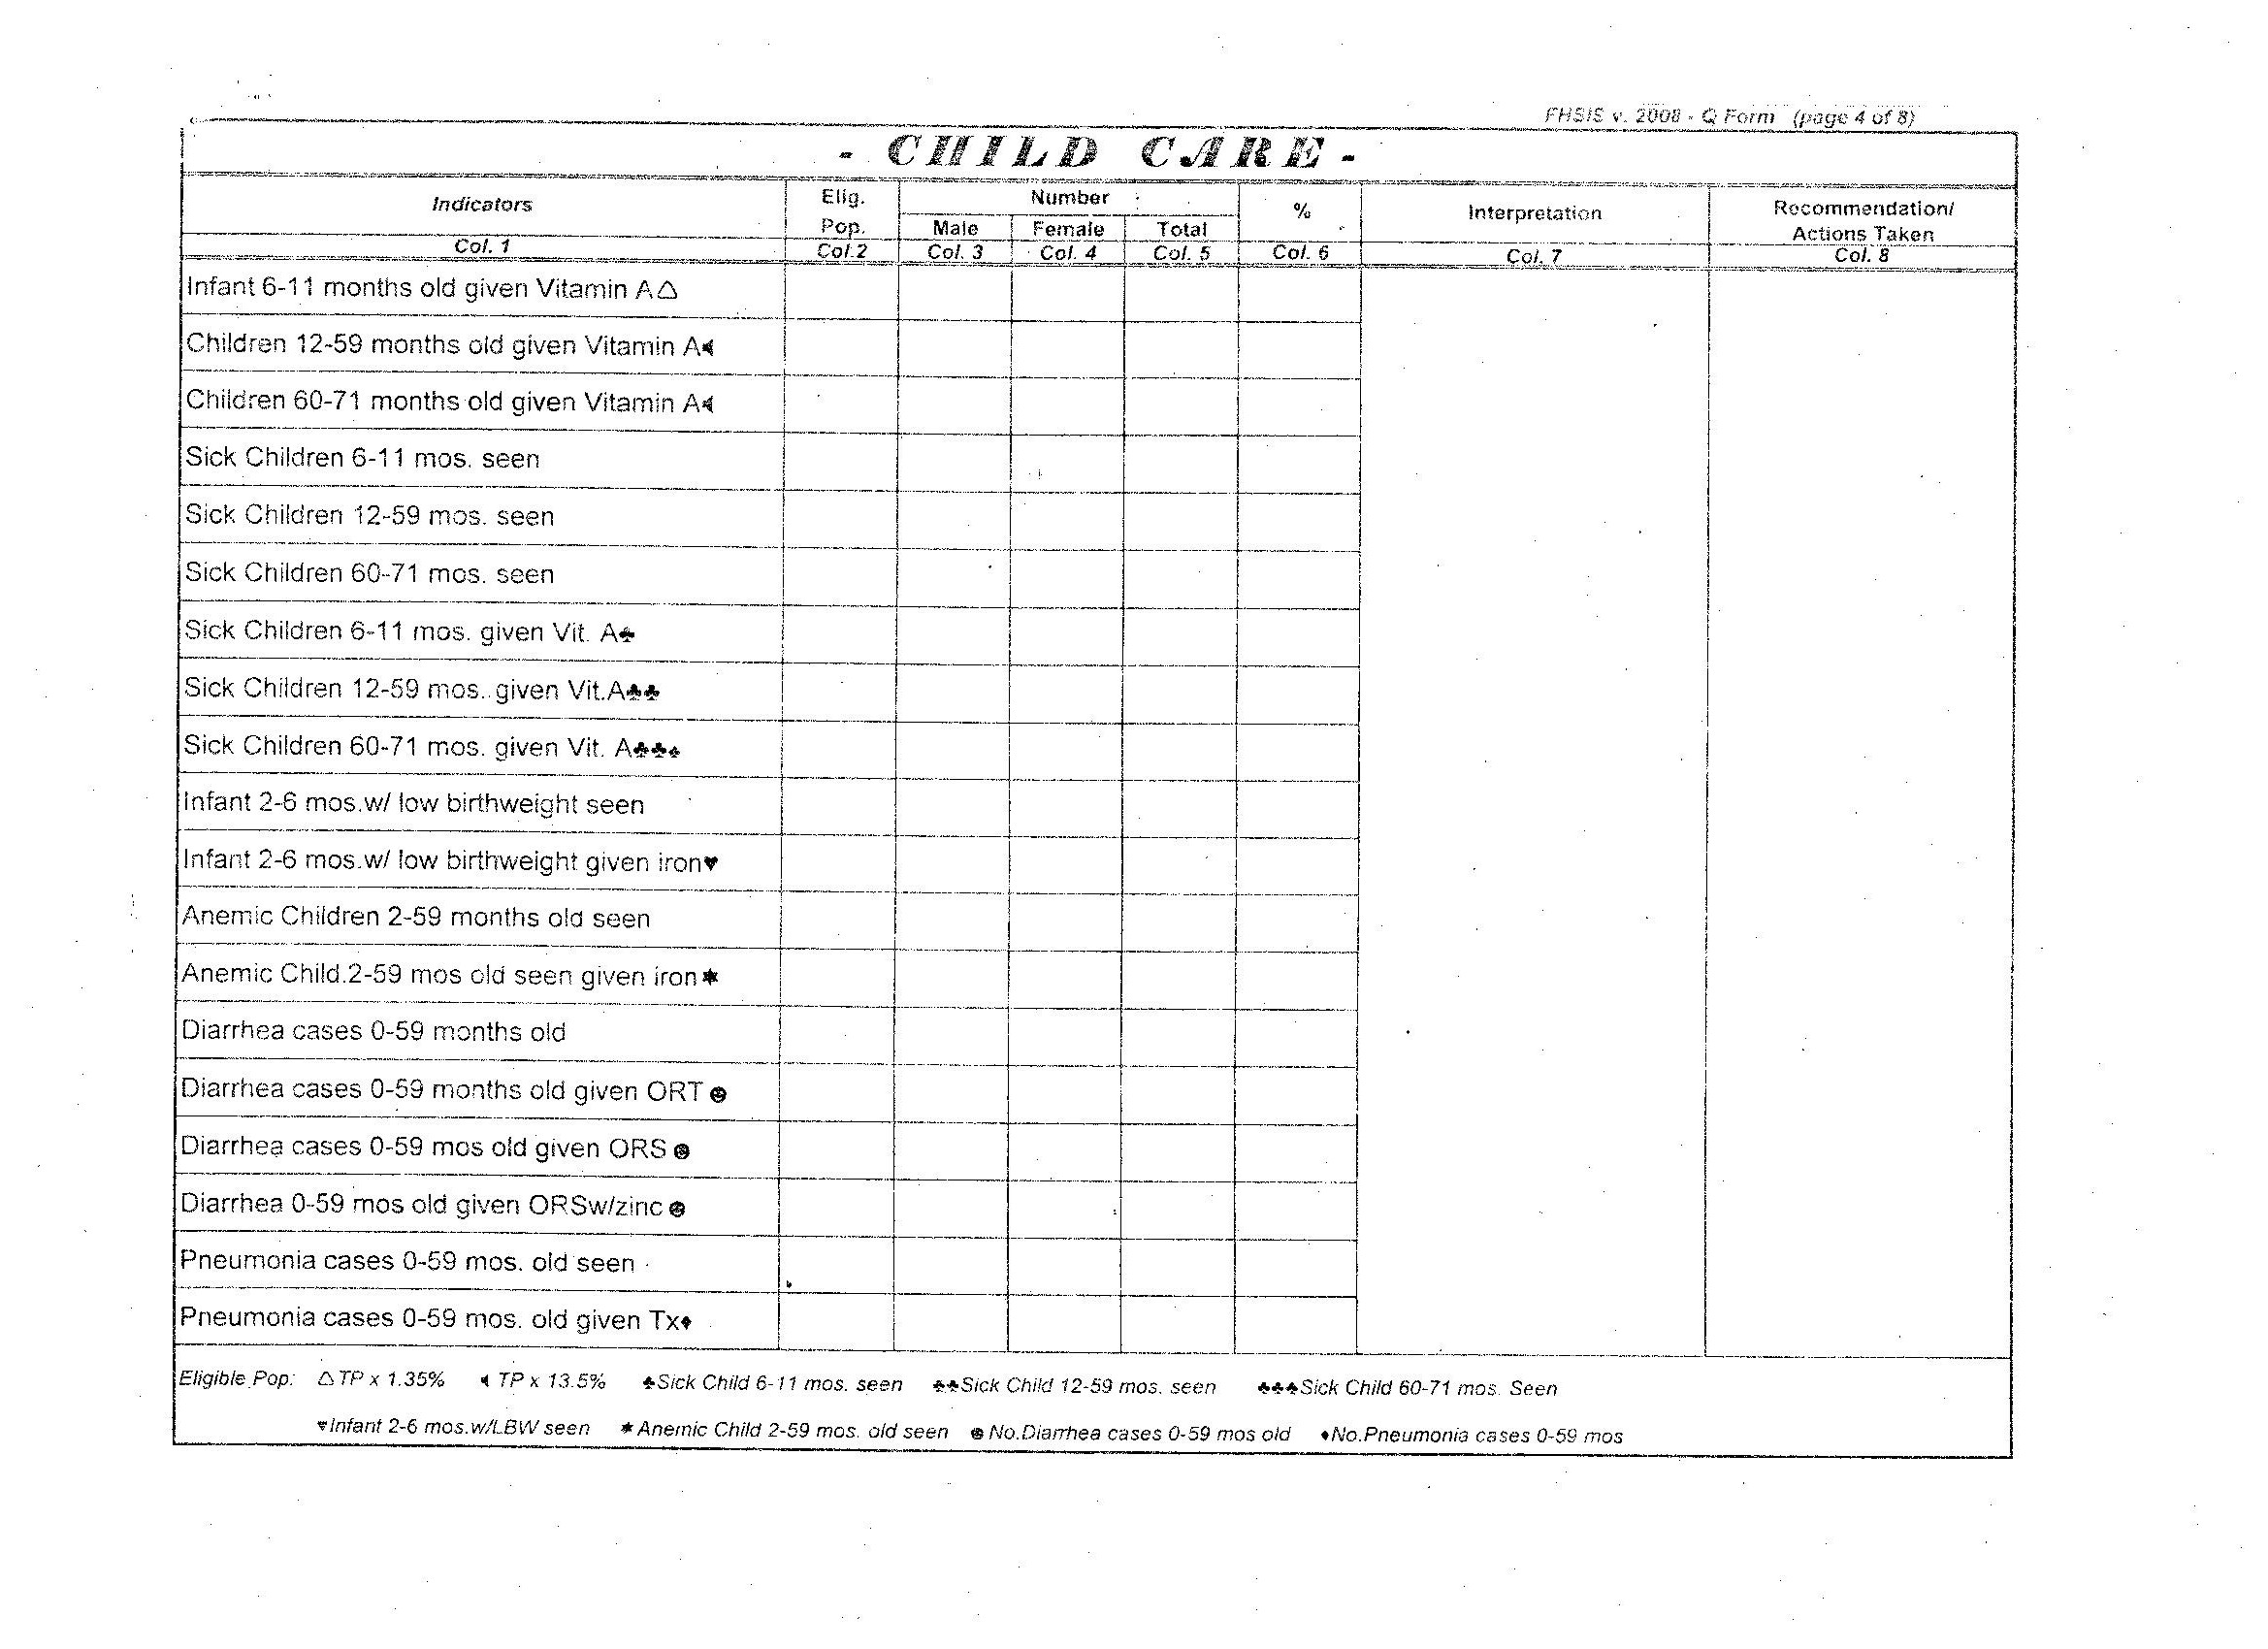 FHSIS v. 2008 - Q Form (page 4 of 8)
- CHILD CARE -
Indicators Elig. Pop. Number % Interpretation Recommendation/ Actions Taken
Male Female Total
Col. 1 Col.2 Col. 3 Col. 4 Col. 5 Col. 6 Col. 7 Col. 8
Infant 6-11 months old given Vitamin A△
Children 12-59 months old given Vitamin A◄
Children 60-71 months old given Vitamin A◄
Sick Children 6-11 mos. seen
Sick Children 12-59 mos. seen
Sick Children 60-71 mos. seen
Sick Children 6-11 mos. given Vit. A♣
Sick Children 12-59 mos. given Vit.A♣♣
Sick Children 60-71 mos. given Vit. A♣♣♣
Infant 2-6 mos.w/ low birthweight seen
Infant 2-6 mos.w/ low birthweight given iron♥
Anemic Children 2-59 months old seen
Anemic Child.2-59 mos old seen given iron★
Diarrhea cases 0-59 months old
Diarrhea cases 0-59 months old given ORT ☻
Diarrhea cases 0-59 mos old given ORS ☻
Diarrhea 0-59 mos old given ORSw/zinc ☻
Pneumonia cases 0-59 mos. old seen
Pneumonia cases 0-59 mos. old given Tx♦
Eligible Pop: △TP x 1.35% ◄ TP x 13.5% ♣Sick Child 6-11 mos. seen ♣♣Sick Child 12-59 mos. seen ♣♣♣Sick Child 60-71 mos. Seen
♥Infant 2-6 mos.w/LBW seen ★Anemic Child 2-59 mos. old seen ☻No.Diarrhea cases 0-59 mos old ♦No.Pneumonia cases 0-59 mos